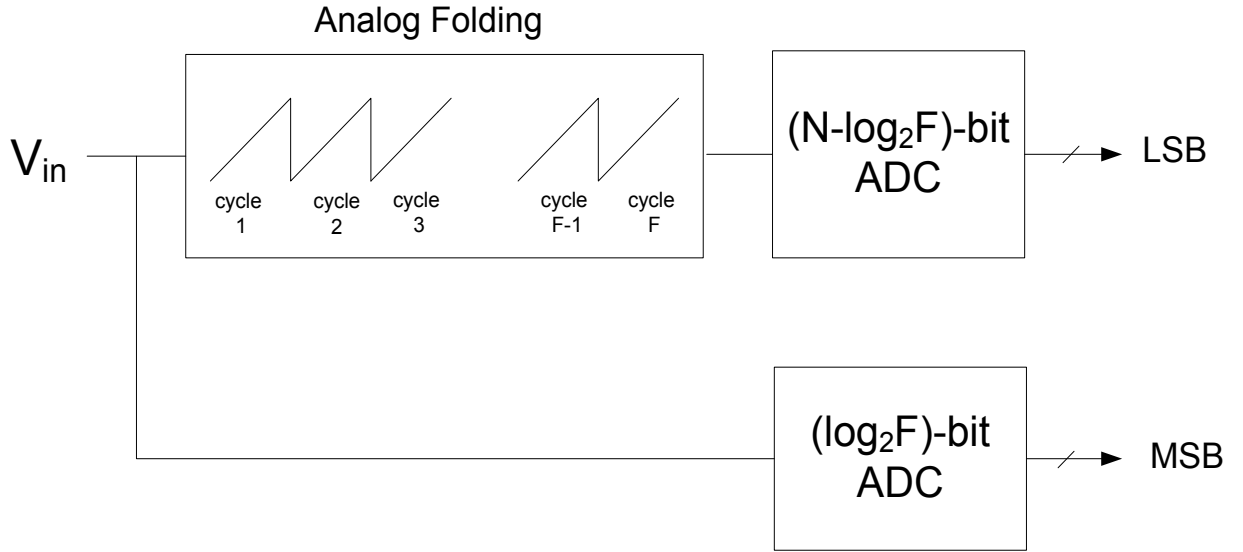 Analog Folding
V_in
cycle 1
cycle 2
cycle 3
cycle F-1
cycle F
(N-log₂F)-bit
ADC
LSB
(log₂F)-bit
ADC
MSB